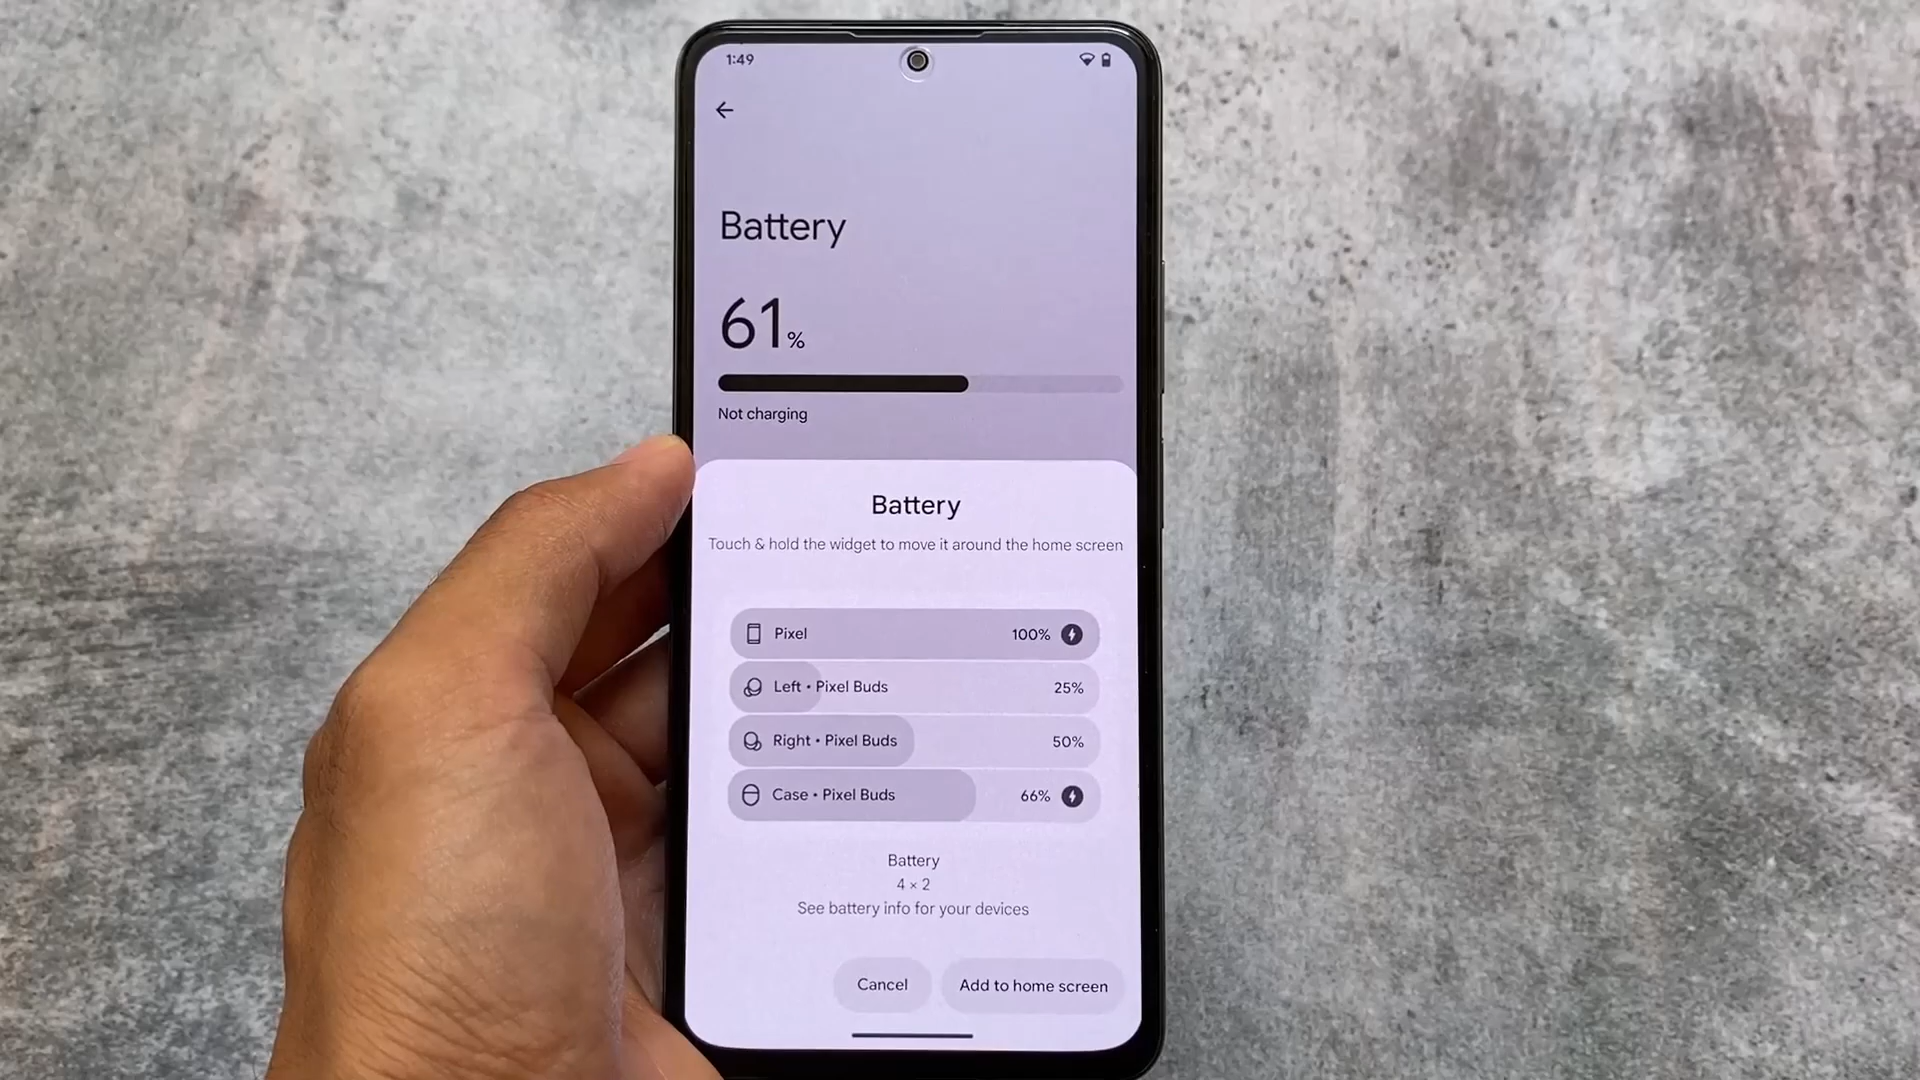 1:49
Battery
61%
Not charging
Battery
Touch & hold the widget to move it around the home screen
Pixel 100%
Left • Pixel Buds 25%
Right • Pixel Buds 50%
Case • Pixel Buds 66%
Battery
4 × 2
See battery info for your devices
Cancel Add to home screen